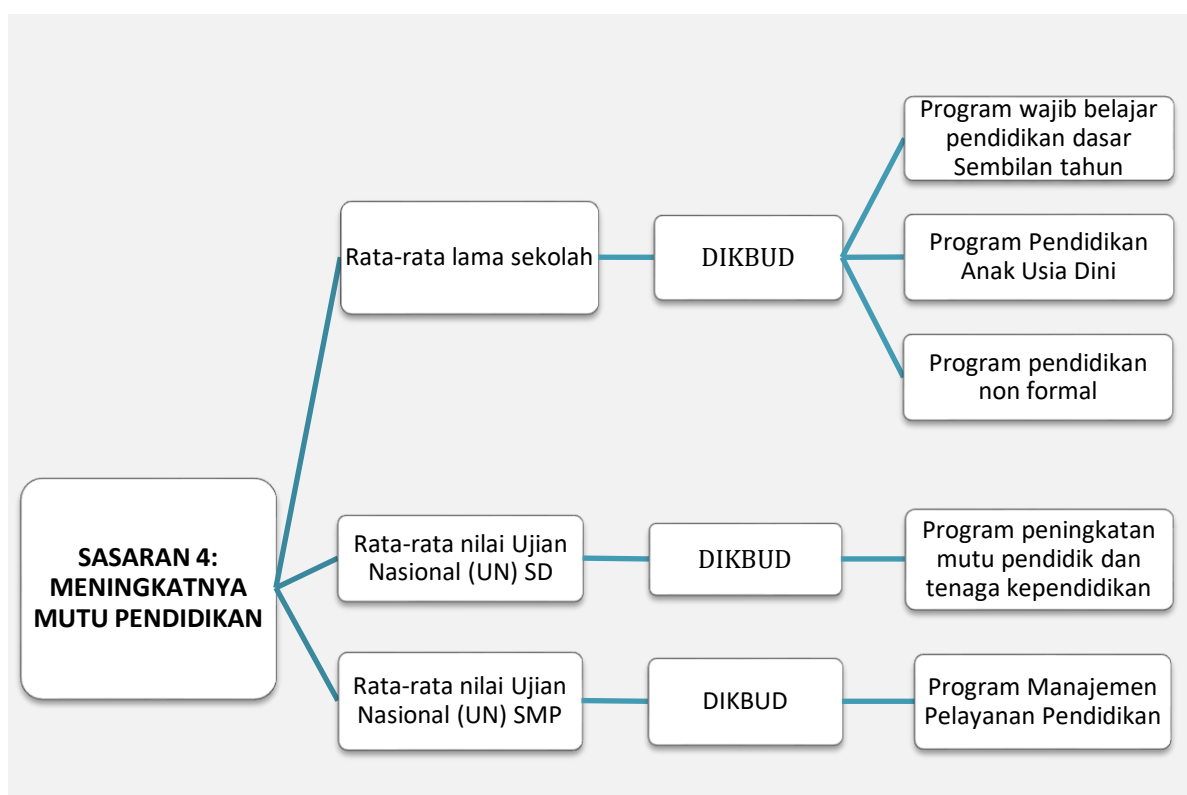 SASARAN 4:
MENINGKATNYA
MUTU PENDIDIKAN
Rata-rata lama sekolah
DIKBUD
Program wajib belajar
pendidikan dasar
Sembilan tahun
Program Pendidikan
Anak Usia Dini
Program pendidikan
non formal
Rata-rata nilai Ujian
Nasional (UN) SD
DIKBUD
Program peningkatan
mutu pendidik dan
tenaga kependidikan
Rata-rata nilai Ujian
Nasional (UN) SMP
DIKBUD
Program Manajemen
Pelayanan Pendidikan